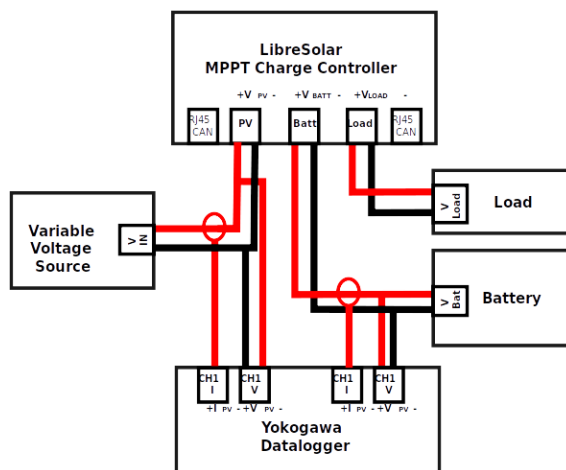 LibreSolar
MPPT Charge Controller
+V PV - +V BATT - +VLOAD -
RJ45
CAN
PV
Batt
Load
RJ45
CAN
Variable
Voltage
Source
V
IN
V
Load
Load
V
Bat
Battery
CH1
I
CH1
V
CH1
I
CH1
V
+I PV - +V PV -
+I PV - +V PV -
Yokogawa
Datalogger